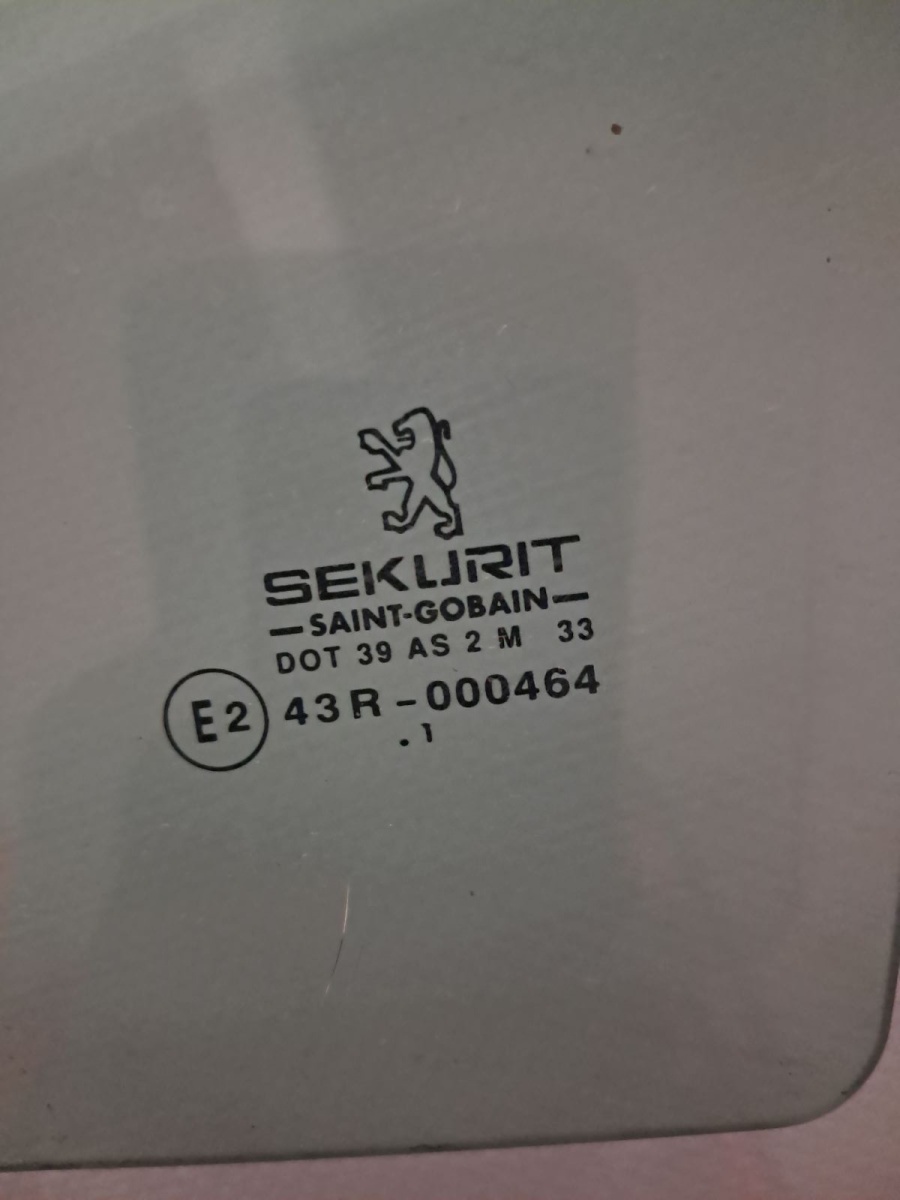 SEKURIT
SAINT-GOBAIN
DOT 39 AS 2 M 33
E2 43R-000464
. 1